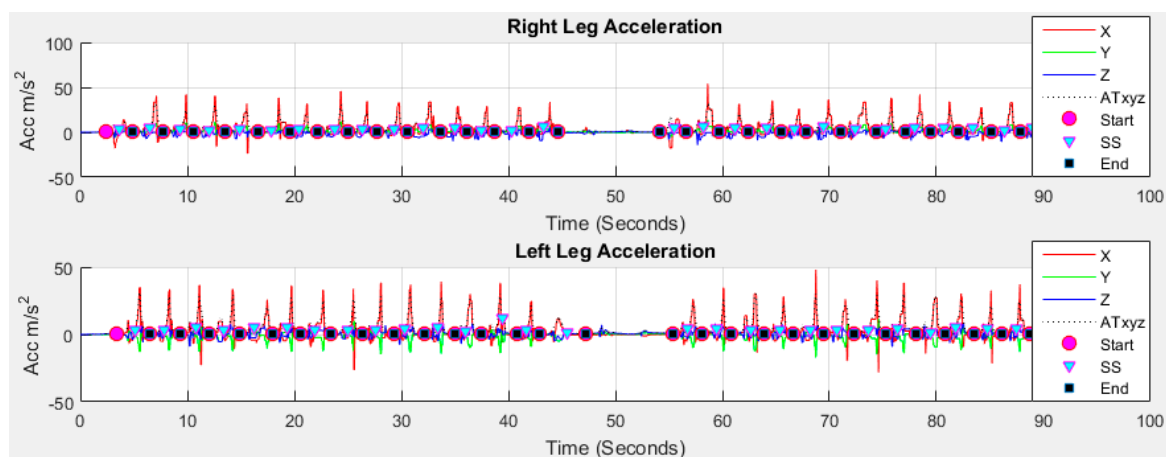 Right Leg Acceleration
Acc m/s²
100
50
0
-50
0 10 20 30 40 50 60 70 80 90 100
Time (Seconds)
X
Y
Z
ATxyz
Start
SS
End
Left Leg Acceleration
Acc m/s²
50
0
-50
0 10 20 30 40 50 60 70 80 90 100
Time (Seconds)
X
Y
Z
ATxyz
Start
SS
End